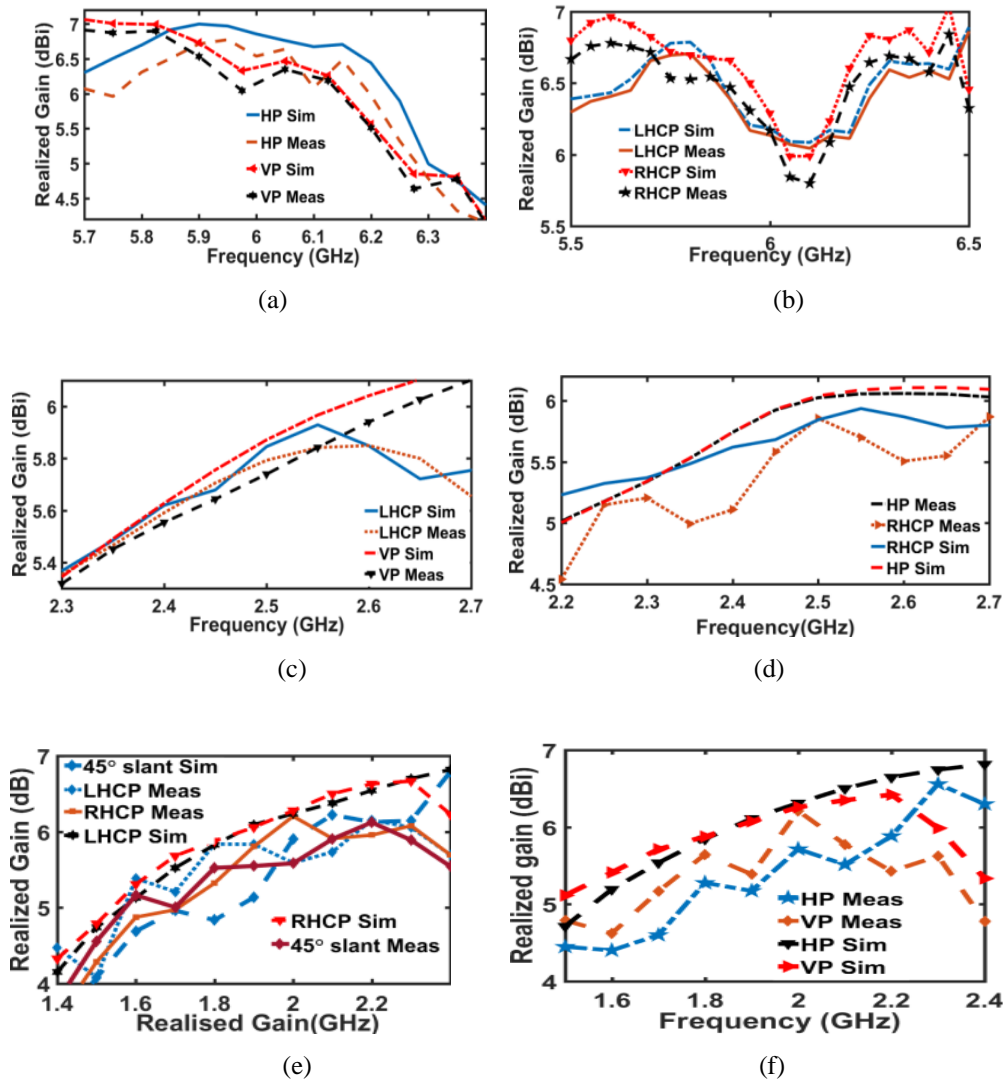 Realized Gain (dBi)
7
6.5
6
5.5
5
4.5
HP Sim
HP Meas
VP Sim
VP Meas
5.7 5.8 5.9 6 6.1 6.2 6.3
Frequency (GHz)
(a)
Realized Gain (dBi)
7
6.5
6
5.5
LHCP Sim
LHCP Meas
RHCP Sim
RHCP Meas
5.5 6 6.5
Frequency (GHz)
(b)
Realized Gain (dBi)
6
5.8
5.6
5.4
LHCP Sim
LHCP Meas
VP Sim
VP Meas
2.3 2.4 2.5 2.6 2.7
Frequency (GHz)
(c)
Realized Gain (dBi)
6
5.5
5
4.5
HP Meas
RHCP Meas
RHCP Sim
HP Sim
2.2 2.3 2.4 2.5 2.6 2.7
Frequency(GHz)
(d)
Realized Gain (dB)
7
6
5
4
45° slant Sim
LHCP Meas
RHCP Meas
LHCP Sim
RHCP Sim
45° slant Meas
1.4 1.6 1.8 2 2.2
Realised Gain(GHz)
(e)
Realized gain (dBi)
7
6
5
4
HP Meas
VP Meas
HP Sim
VP Sim
1.6 1.8 2 2.2 2.4
Frequency (GHz)
(f)